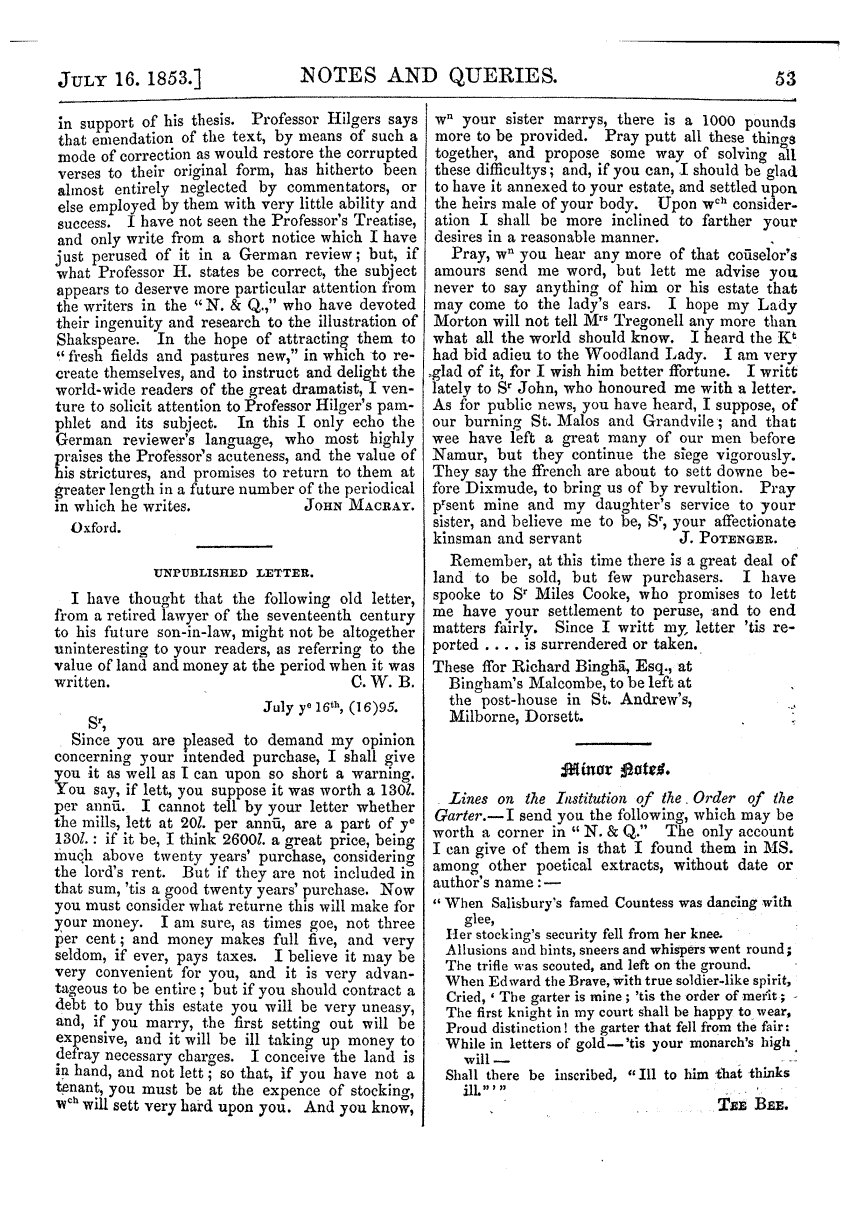 JULY 16. 1853.] NOTES AND QUERIES. 53
in support of his thesis. Professor Hilgers says
that emendation of the text, by means of such a
mode of correction as would restore the corrupted
verses to their original form, has hitherto been
almost entirely neglected by commentators, or
else employed by them with very little ability and
success. I have not seen the Professor's Treatise,
and only write from a short notice which I have
just perused of it in a German review; but, if
what Professor H. states be correct, the subject
appears to deserve more particular attention from
the writers in the "N. & Q.," who have devoted
their ingenuity and research to the illustration of
Shakspeare. In the hope of attracting them to
"fresh fields and pastures new," in which to re-
create themselves, and to instruct and delight the
world-wide readers of the great dramatist, I ven-
ture to solicit attention to Professor Hilger's pam-
phlet and its subject. In this I only echo the
German reviewer's language, who most highly
praises the Professor's acuteness, and the value of
his strictures, and promises to return to them at
greater length in a future number of the periodical
in which he writes. JOHN MACRAY.
Oxford.
UNPUBLISHED LETTER.
I have thought that the following old letter,
from a retired lawyer of the seventeenth century
to his future son-in-law, might not be altogether
uninteresting to your readers, as referring to the
value of land and money at the period when it was
written. C. W. B.
July yᵉ 16ᵗʰ, (16)95.
Sʳ,
Since you are pleased to demand my opinion
concerning your intended purchase, I shall give
you it as well as I can upon so short a warning.
You say, if lett, you suppose it was worth a 130l.
per annū. I cannot tell by your letter whether
the mills, lett at 20l. per annū, are a part of yᵉ
130l.: if it be, I think 2600l. a great price, being
much above twenty years' purchase, considering
the lord's rent. But if they are not included in
that sum, 'tis a good twenty years' purchase. Now
you must consider what returne this will make for
your money. I am sure, as times goe, not three
per cent; and money makes full five, and very
seldom, if ever, pays taxes. I believe it may be
very convenient for you, and it is very advan-
tageous to be entire; but if you should contract a
debt to buy this estate you will be very uneasy,
and, if you marry, the first setting out will be
expensive, and it will be ill taking up money to
defray necessary charges. I conceive the land is
in hand, and not lett; so that, if you have not a
tenant, you must be at the expence of stocking,
wᶜʰ will sett very hard upon you. And you know,
wⁿ your sister marrys, there is a 1000 pounds
more to be provided. Pray putt all these things
together, and propose some way of solving all
these difficultys; and, if you can, I should be glad
to have it annexed to your estate, and settled upon
the heirs male of your body. Upon wᶜʰ consider-
ation I shall be more inclined to farther your
desires in a reasonable manner.
Pray, wⁿ you hear any more of that coūselor's
amours send me word, but lett me advise you
never to say anything of him or his estate that
may come to the lady's ears. I hope my Lady
Morton will not tell Mʳˢ Tregonell any more than
what all the world should know. I heard the Kᵗ
had bid adieu to the Woodland Lady. I am very
glad of it, for I wish him better ffortune. I writt
lately to Sʳ John, who honoured me with a letter.
As for public news, you have heard, I suppose, of
our burning St. Malos and Grandvile; and that
wee have left a great many of our men before
Namur, but they continue the siege vigorously.
They say the ffrench are about to sett downe be-
fore Dixmude, to bring us of by revultion. Pray
pʳsent mine and my daughter's service to your
sister, and believe me to be, Sʳ, your affectionate
kinsman and servant J. POTENGER.
Remember, at this time there is a great deal of
land to be sold, but few purchasers. I have
spooke to Sʳ Miles Cooke, who promises to lett
me have your settlement to peruse, and to end
matters fairly. Since I writt my letter 'tis re-
ported .... is surrendered or taken.
These ffor Richard Binghā, Esq., at
Bingham's Malcombe, to be left at
the post-house in St. Andrew's,
Milborne, Dorsett.
Minor Notes.
Lines on the Institution of the Order of the
Garter.—I send you the following, which may be
worth a corner in "N. & Q." The only account
I can give of them is that I found them in MS.
among other poetical extracts, without date or
author's name:—
"When Salisbury's famed Countess was dancing with
glee,
Her stocking's security fell from her knee.
Allusions and hints, sneers and whispers went round;
The trifle was scouted, and left on the ground.
When Edward the Brave, with true soldier-like spirit,
Cried, 'The garter is mine; 'tis the order of merit;
The first knight in my court shall be happy to wear,
Proud distinction! the garter that fell from the fair:
While in letters of gold—'tis your monarch's high
will—
Shall there be inscribed, "Ill to him that thinks
ill."'"
TEE BEE.